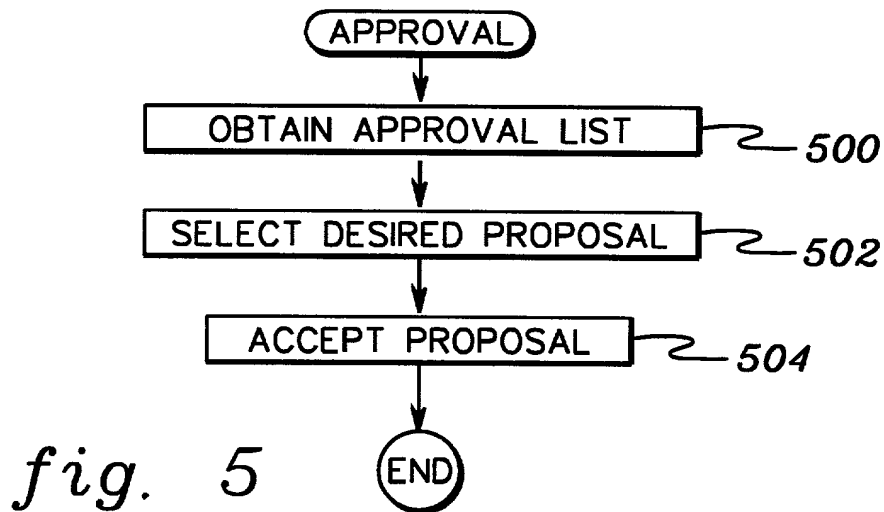 APPROVAL
OBTAIN APPROVAL LIST
500
SELECT DESIRED PROPOSAL
502
ACCEPT PROPOSAL
504
END
fig. 5